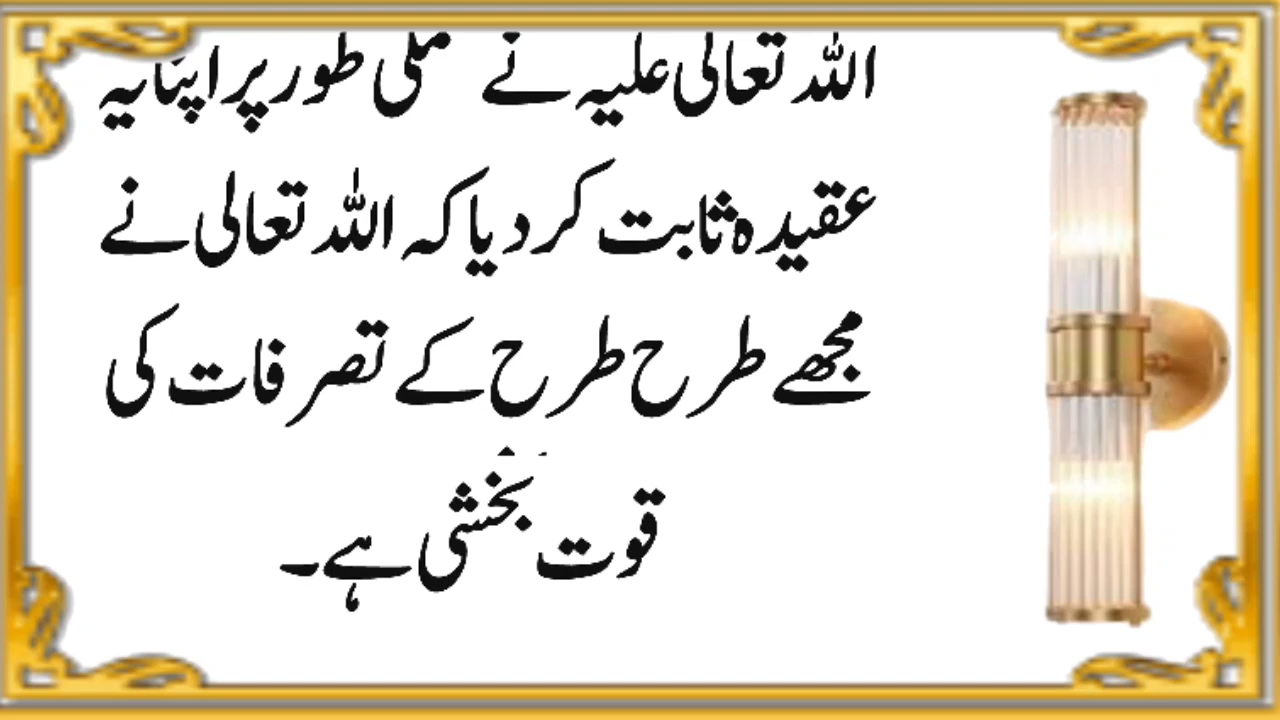 اللہ تعالی علیہ نے عملی طور پر اپنا یہ
عقیدہ ثابت کر دیا کہ اللہ تعالی نے
مجھے طرح طرح کے تصرفات کی
قوت بخشی ہے۔